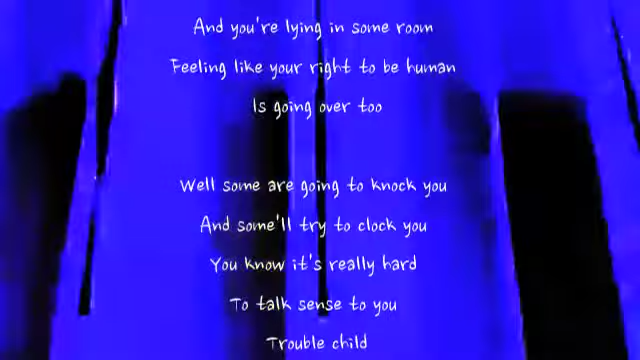 And you're lying in some room
Feeling like your right to be human
Is going over too
Well some are going to knock you
And some'll try to clock you
You know it's really hard
To talk sense to you
Trouble child